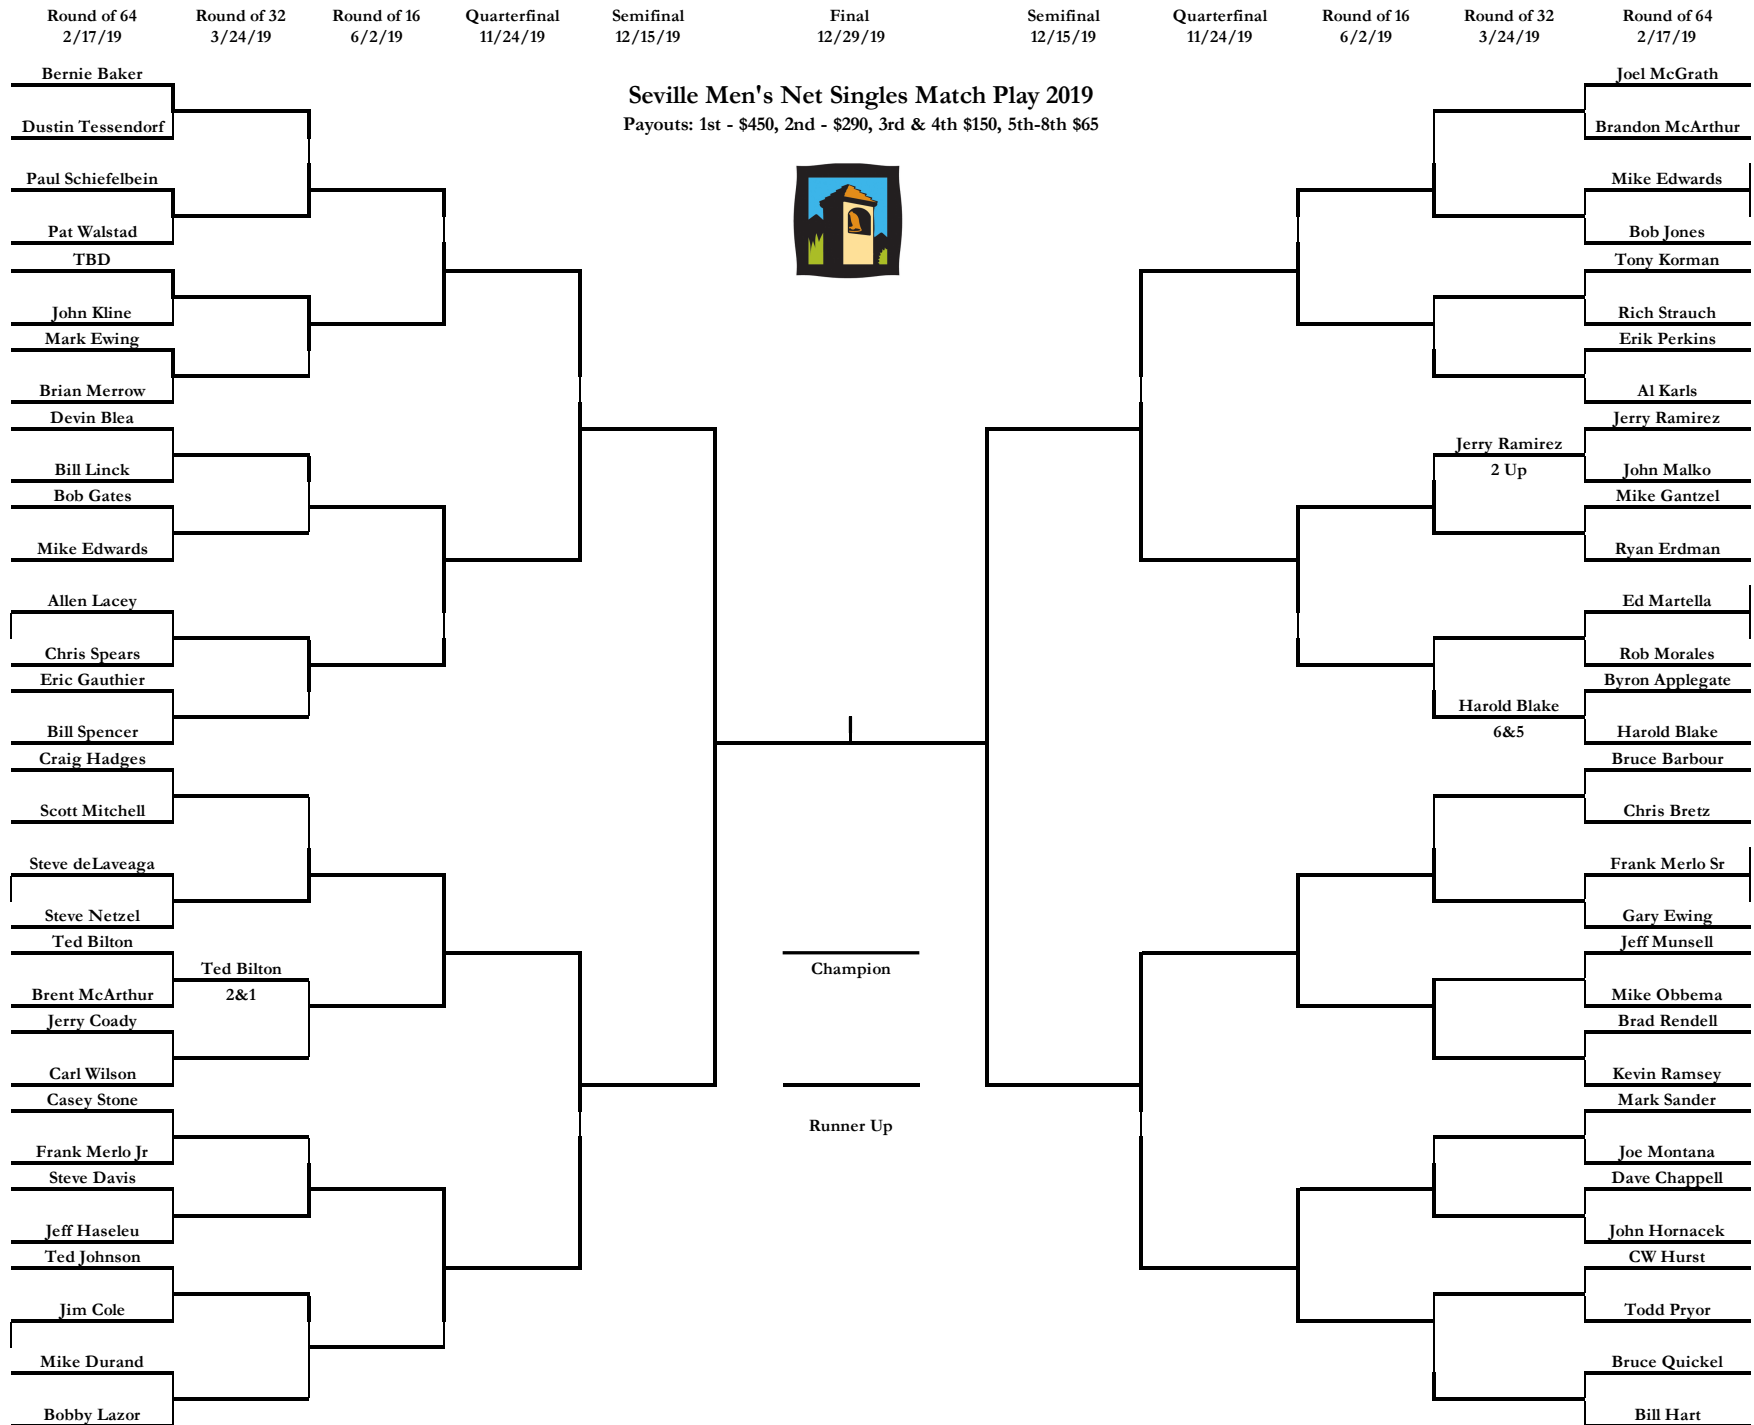 Round of 64 Round of 32 Round of 16 Quarterfinal Semifinal Final Semifinal Quarterfinal Round of 16 Round of 32 Round of 64
2/17/19 3/24/19 6/2/19 11/24/19 12/15/19 12/29/19 12/15/19 11/24/19 6/2/19 3/24/19 2/17/19
Seville Men's Net Singles Match Play 2019
Payouts: 1st - $450, 2nd - $290, 3rd & 4th $150, 5th-8th $65
Bernie Baker
Dustin Tessendorf
Paul Schiefelbein
Pat Walstad
TBD
John Kline
Mark Ewing
Brian Merrow
Devin Blea
Bill Linck
Bob Gates
Mike Edwards
Allen Lacey
Chris Spears
Eric Gauthier
Bill Spencer
Craig Hadges
Scott Mitchell
Steve deLaveaga
Steve Netzel
Ted Bilton
Brent McArthur
Jerry Coady
Carl Wilson
Casey Stone
Frank Merlo Jr
Steve Davis
Jeff Haseleu
Ted Johnson
Jim Cole
Mike Durand
Bobby Lazor
Ted Bilton
2&1
Champion
Runner Up
Jerry Ramirez
2 Up
Harold Blake
6&5
Joel McGrath
Brandon McArthur
Mike Edwards
Bob Jones
Tony Korman
Rich Strauch
Erik Perkins
Al Karls
Jerry Ramirez
John Malko
Mike Gantzel
Ryan Erdman
Ed Martella
Rob Morales
Byron Applegate
Harold Blake
Bruce Barbour
Chris Bretz
Frank Merlo Sr
Gary Ewing
Jeff Munsell
Mike Obbema
Brad Rendell
Kevin Ramsey
Mark Sander
Joe Montana
Dave Chappell
John Hornacek
CW Hurst
Todd Pryor
Bruce Quickel
Bill Hart